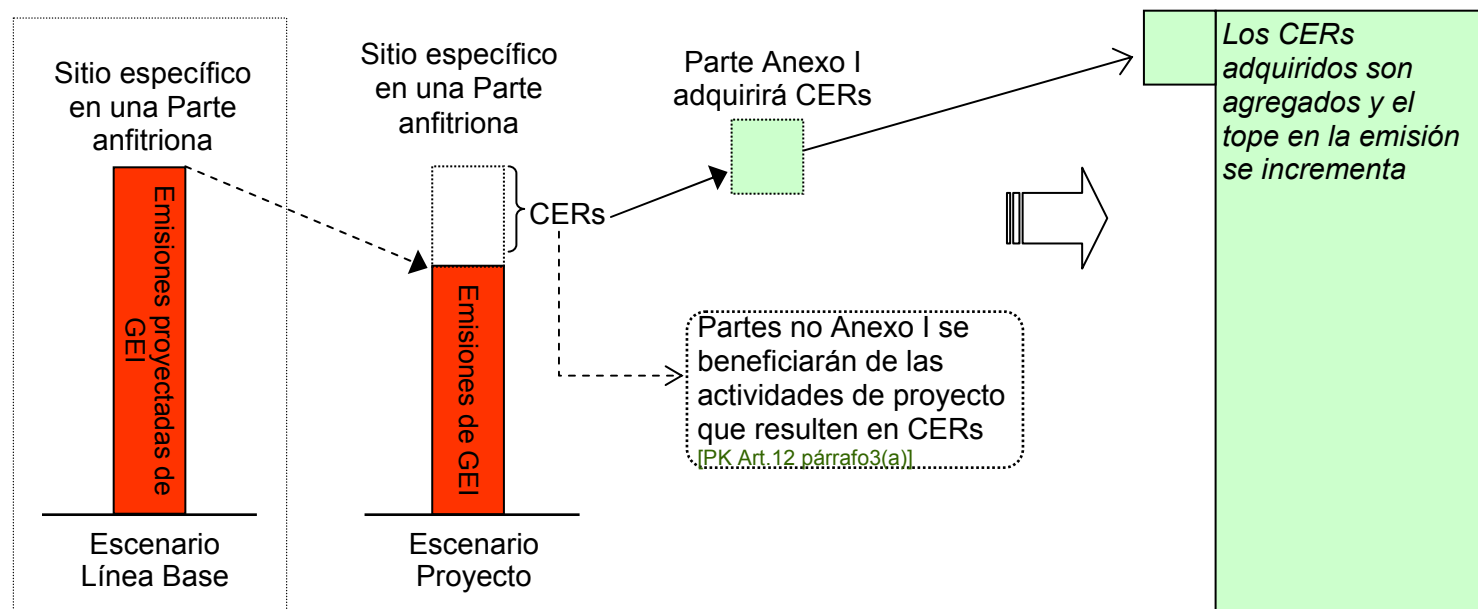 Sitio específico
en una Parte
anfitriona
Emisiones proyectadas de
GEI
Escenario
Línea Base
Sitio específico
en una Parte
anfitriona
CERs
Emisiones de GEI
Escenario
Proyecto
Parte Anexo I
adquirirá CERs
Partes no Anexo I se
beneficiarán de las
actividades de proyecto
que resulten en CERs
[PK Art.12 párrafo3(a)]
Los CERs
adquiridos son
agregados y el
tope en la emisión
se incrementa